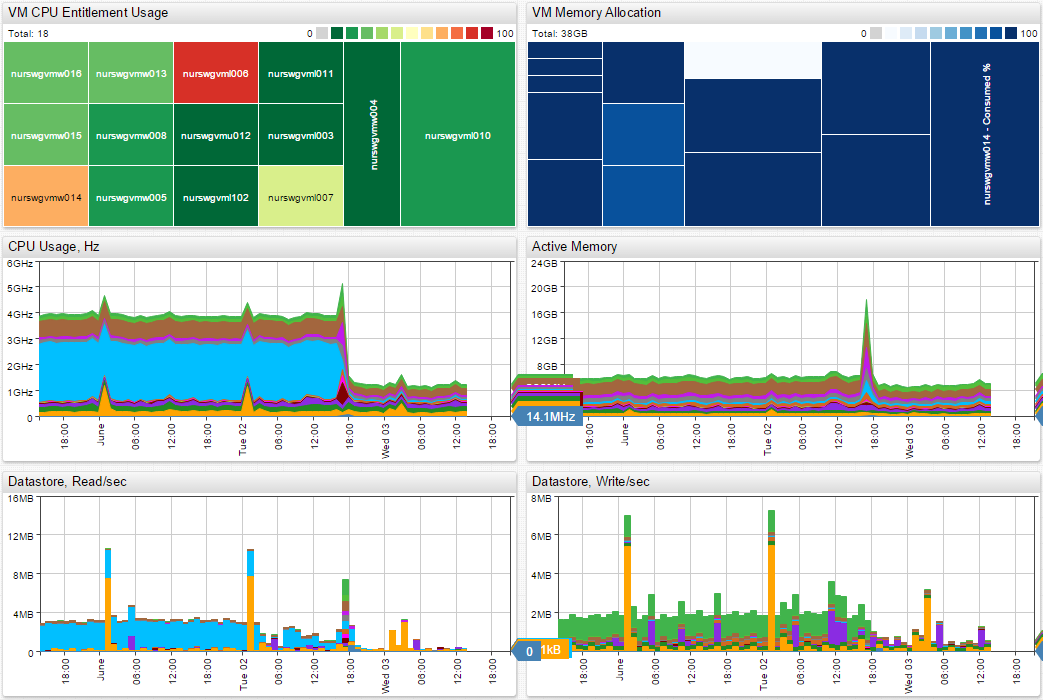 VM CPU Entitlement Usage
Total: 18
0
100
nurswgvmw016
nurswgvmw013
nurswgvml006
nurswgvml011
nurswgvmw004
nurswgvml010
nurswgvmw015
nurswgvmw008
nurswgvmu012
nurswgvml003
nurswgvmw014
nurswgvmw005
nurswgvml102
nurswgvml007
VM Memory Allocation
Total: 38GB
0
100
nurswgvmw014 - Consumed %
CPU Usage, Hz
6GHz
5GHz
4GHz
3GHz
2GHz
1GHz
0
18:00
June
06:00
12:00
18:00
Tue 02
06:00
12:00
18:00
Wed 03
06:00
12:00
18:00
14.1MHz
Active Memory
24GB
20GB
16GB
12GB
8GB
18:00
June
06:00
12:00
18:00
Tue 02
06:00
12:00
18:00
Wed 03
06:00
12:00
18:00
Datastore, Read/sec
16MB
12MB
8MB
4MB
0
18:00
June
06:00
12:00
18:00
Tue 02
06:00
12:00
18:00
Wed 03
06:00
12:00
18:00
0
1kB
Datastore, Write/sec
8MB
6MB
4MB
2MB
18:00
June
06:00
12:00
18:00
Tue 02
06:00
12:00
18:00
Wed 03
06:00
12:00
18:00